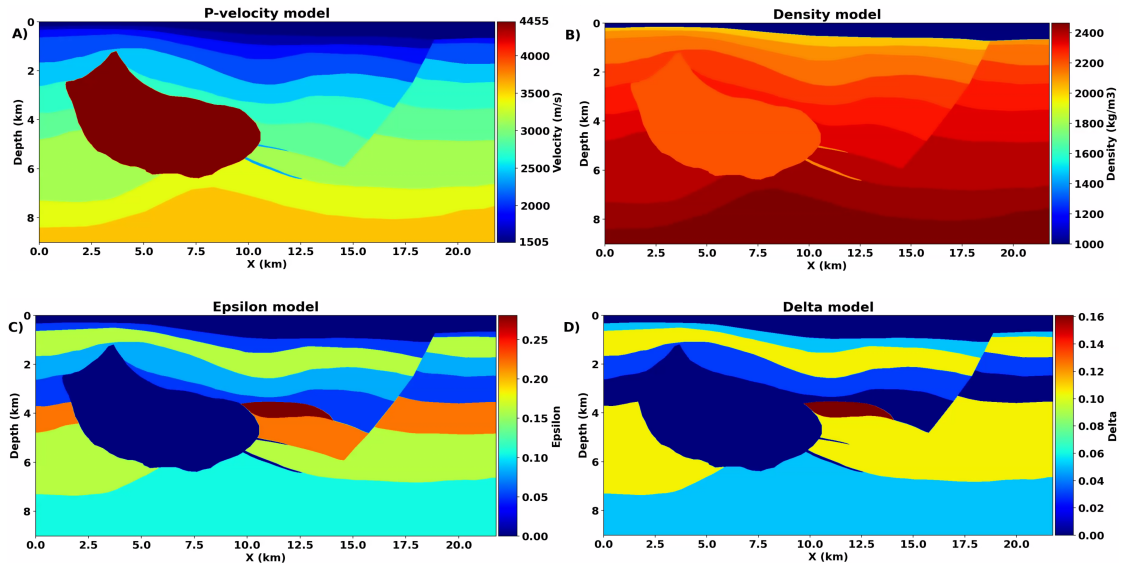 P-velocity model
A)
0
2
4
6
8
Depth (km)
0.0 2.5 5.0 7.5 10.0 12.5 15.0 17.5 20.0
X (km)
4455
4000
3500
3000
2500
2000
1505
Velocity (m/s)
Density model
B)
0
2
4
6
8
Depth (km)
0.0 2.5 5.0 7.5 10.0 12.5 15.0 17.5 20.0
X (km)
2400
2200
2000
1800
1600
1400
1200
1000
Density (kg/m3)
Epsilon model
C)
0
2
4
6
8
Depth (km)
0.0 2.5 5.0 7.5 10.0 12.5 15.0 17.5 20.0
X (km)
0.25
0.20
0.15
0.10
0.05
0.00
Epsilon
Delta model
D)
0
2
4
6
8
Depth (km)
0.0 2.5 5.0 7.5 10.0 12.5 15.0 17.5 20.0
X (km)
0.16
0.14
0.12
0.10
0.08
0.06
0.04
0.02
0.00
Delta